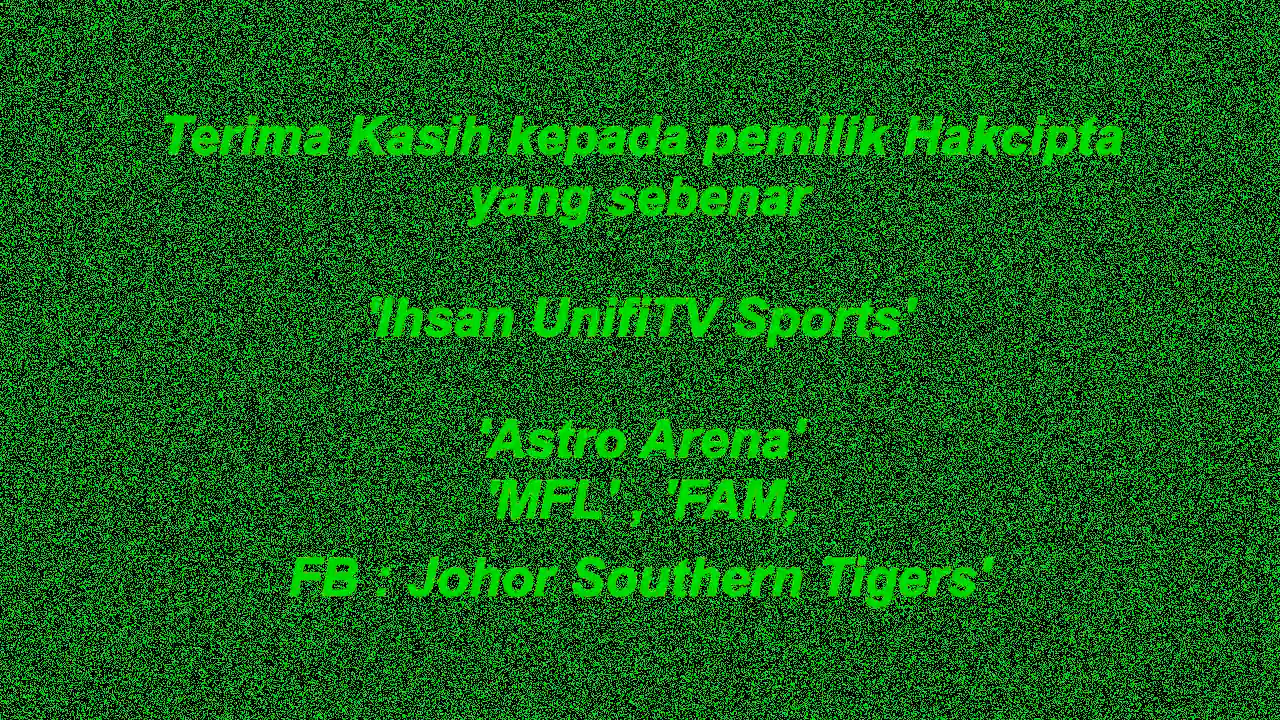 Terima Kasih kepada pemilik Hakcipta
yang sebenar
'Ihsan UnifiTV Sports'
'Astro Arena'
'MFL' , 'FAM,
FB : Johor Southern Tigers'